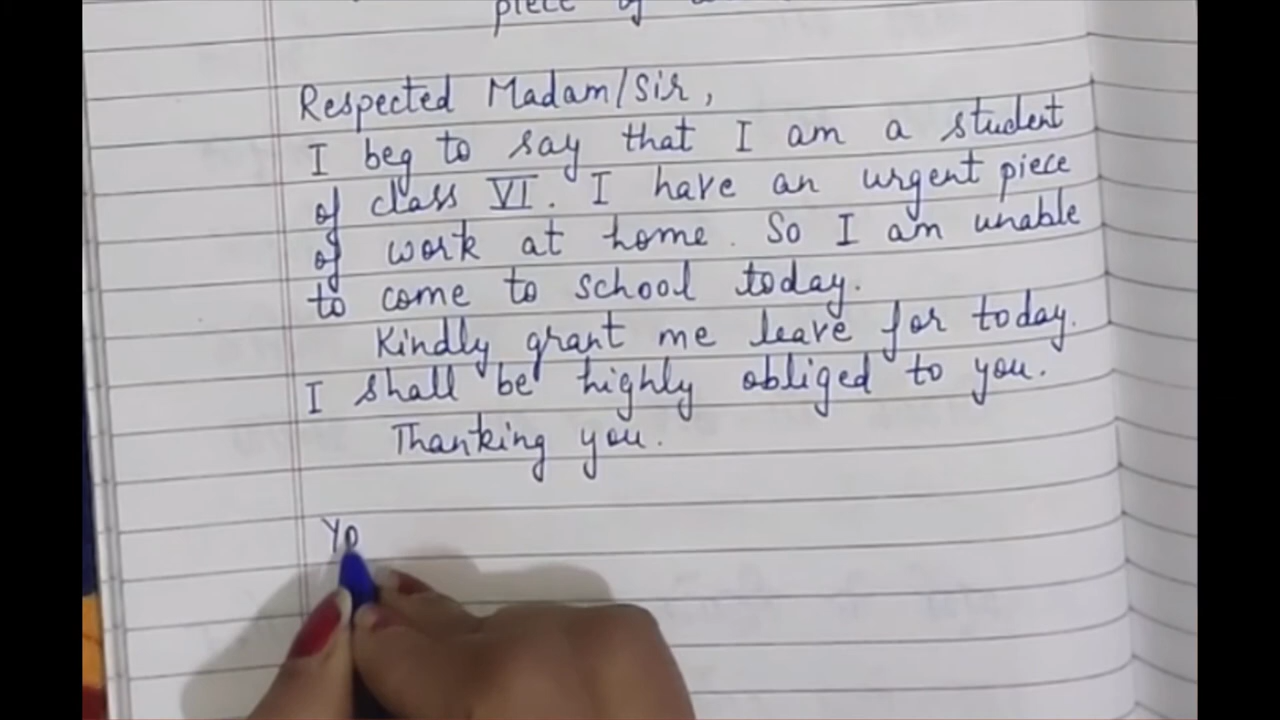 piece of
Respected Madam/Sir,
I beg to say that I am a student
of class VI. I have an urgent piece
of work at home. So I am unable
to come to school today.
Kindly grant me leave for today.
I shall be highly obliged to you.
Thanking you.
Yo